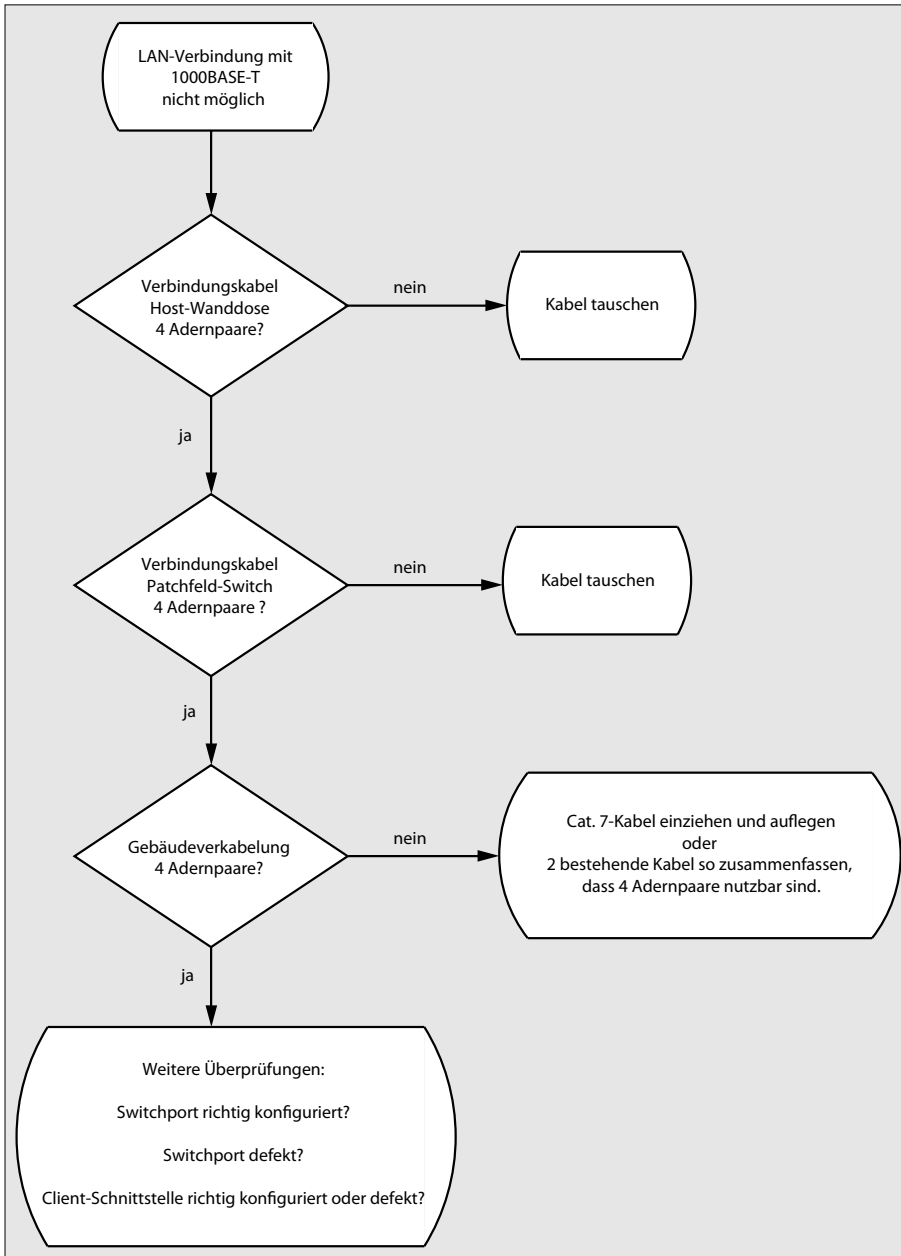 LAN-Verbindung mit
1000BASE-T
nicht möglich
Verbindungskabel
Host-Wanddose
4 Adernpaare?
nein
Kabel tauschen
ja
Verbindungskabel
Patchfeld-Switch
4 Adernpaare ?
nein
Kabel tauschen
ja
Gebäudeverkabelung
4 Adernpaare?
nein
Cat. 7-Kabel einziehen und auflegen
oder
2 bestehende Kabel so zusammenfassen,
dass 4 Adernpaare nutzbar sind.
ja
Weitere Überprüfungen:
Switchport richtig konfiguriert?
Switchport defekt?
Client-Schnittstelle richtig konfiguriert oder defekt?